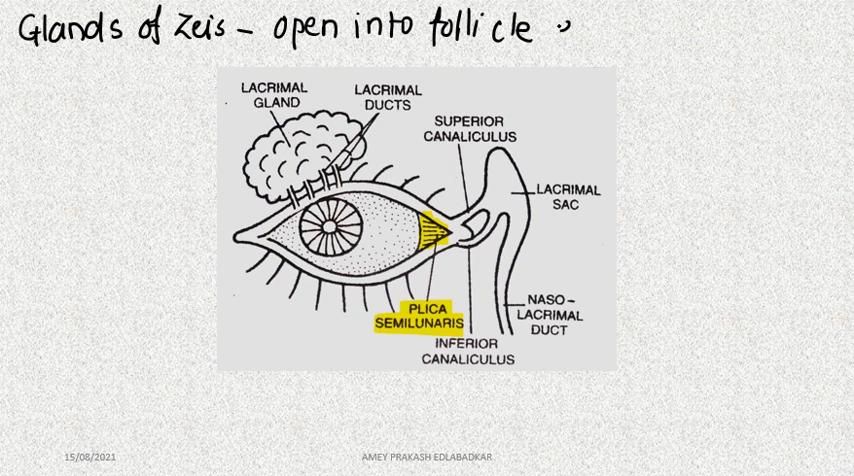 Glands of Zeis - open into follicle
LACRIMAL
GLAND
LACRIMAL
DUCTS
SUPERIOR
CANALICULUS
LACRIMAL
SAC
PLICA
SEMILUNARIS
NASO-
LACRIMAL
DUCT
INFERIOR
CANALICULUS
15/08/2021
AMEY PRAKASH EDLABADKAR